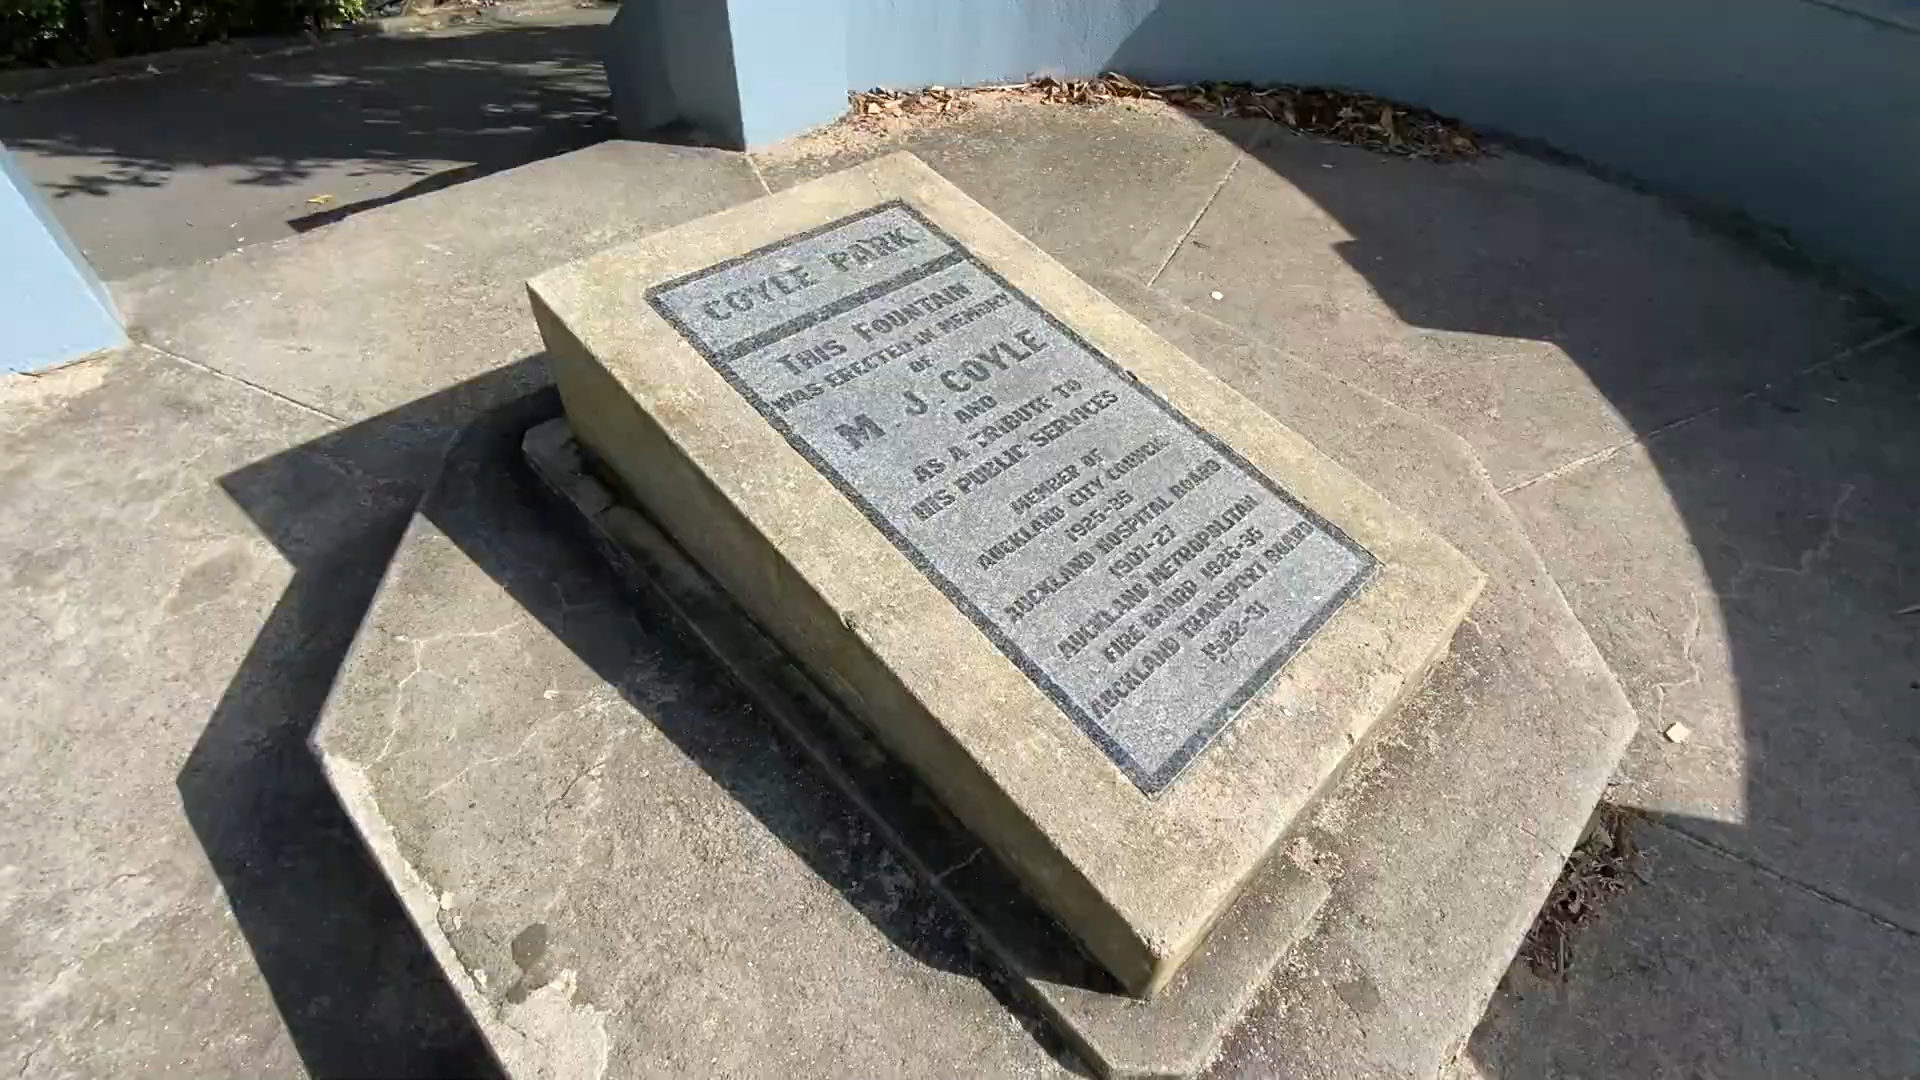 COYLE PARK
THIS FOUNTAIN
WAS ERECTED IN MEMORY
OF
M. J. COYLE
AND
AS A TRIBUTE TO
HIS PUBLIC SERVICES
MEMBER OF
AUCKLAND CITY COUNCIL
1925-35
AUCKLAND HOSPITAL BOARD
1907-27
AUCKLAND METROPOLITAN
FIRE BOARD 1926-35
AUCKLAND TRANSPORT BOARD